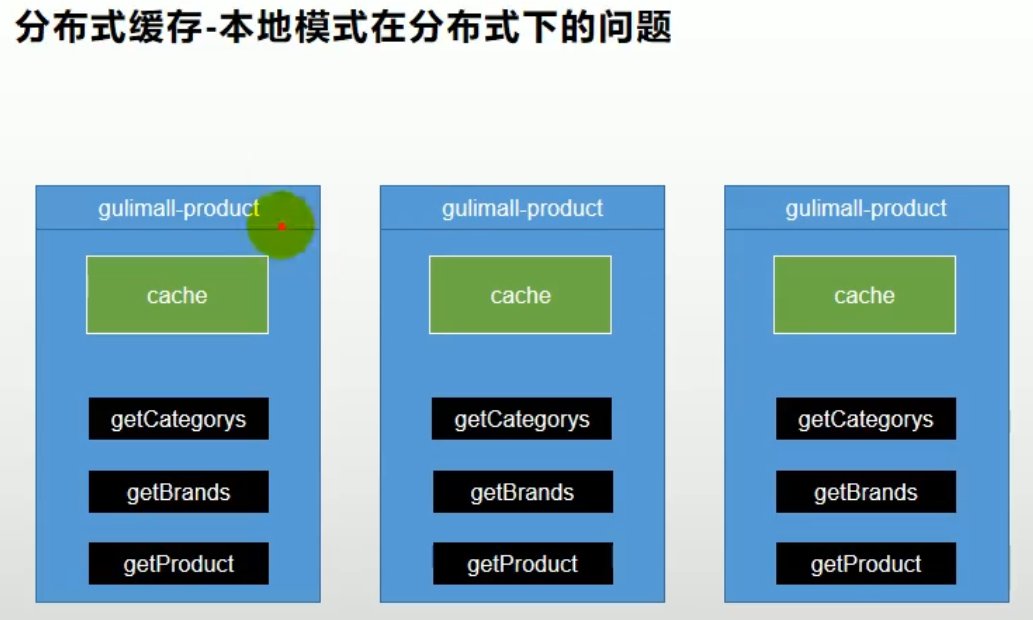 分布式缓存-本地模式在分布式下的问题
gulimall-product
gulimall-product
gulimall-product
cache
cache
cache
getCategorys
getCategorys
getCategorys
getBrands
getBrands
getBrands
getProduct
getProduct
getProduct